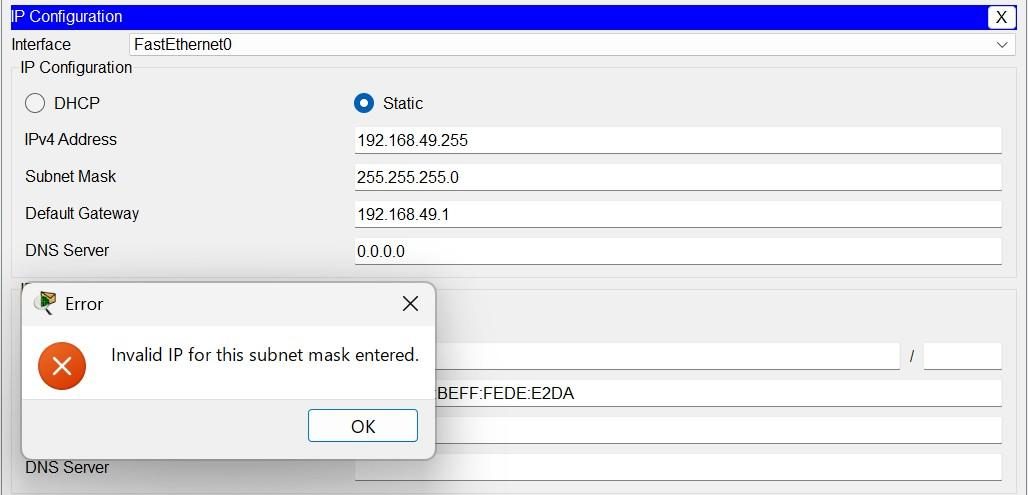 IP Configuration X
Interface FastEthernet0
IP Configuration
DHCP Static
IPv4 Address 192.168.49.255
Subnet Mask 255.255.255.0
Default Gateway 192.168.49.1
DNS Server 0.0.0.0
Error
Invalid IP for this subnet mask entered.
/
:BEFF:FEDE:E2DA
OK
DNS Server